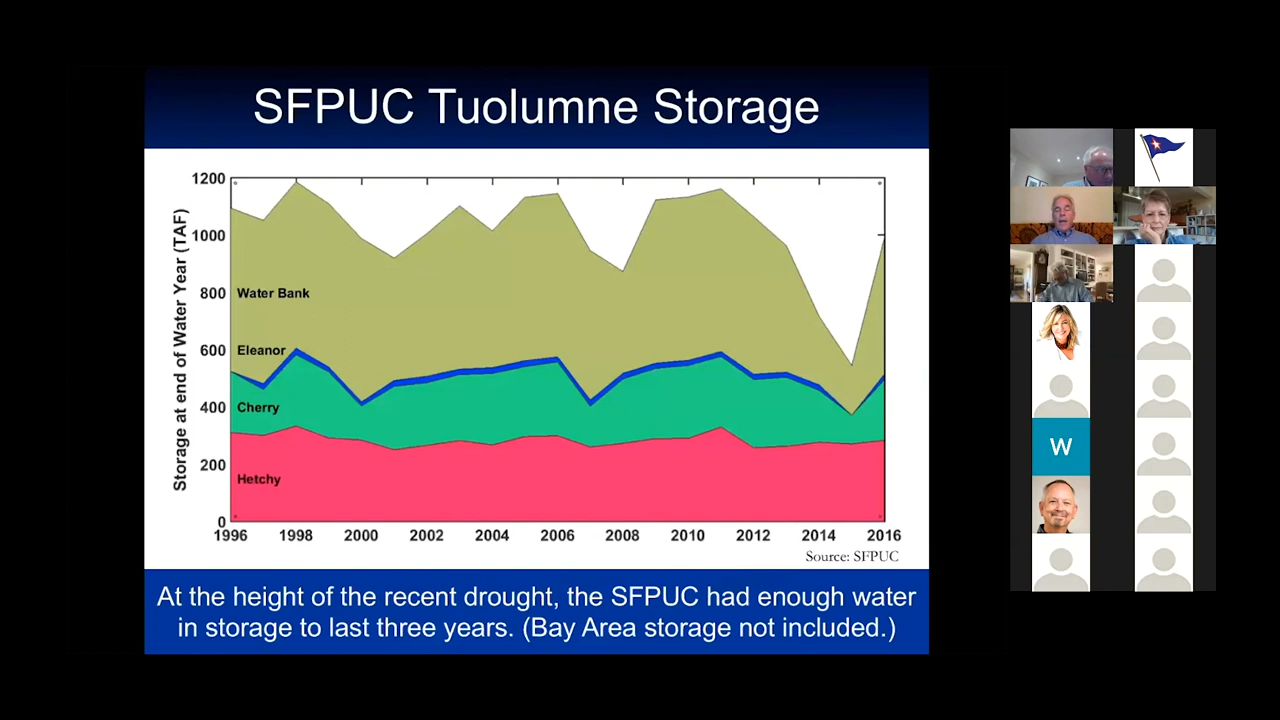 SFPUC Tuolumne Storage
Storage at end of Water Year (TAF)
1200
1000
800
600
400
200
0
Water Bank
Eleanor
Cherry
Hetchy
1996 1998 2000 2002 2004 2006 2008 2010 2012 2014 2016
Source: SFPUC
At the height of the recent drought, the SFPUC had enough water
in storage to last three years. (Bay Area storage not included.)
W